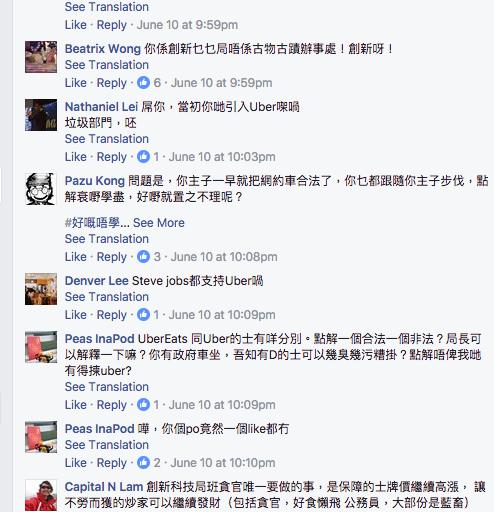 See Translation
Like · Reply · June 10 at 9:59pm
Beatrix Wong 你係創新乜乜局唔係古物古蹟辦事處！創新呀！
See Translation
Like · Reply · 6 · June 10 at 9:59pm
Nathaniel Lei 屌你，當初你哋引入Uber㗎喎
垃圾部門，呸
See Translation
Like · Reply · 1 · June 10 at 10:03pm
Pazu Kong 問題是，你主子一早就把網約車合法了，你乜都跟隨你主子步伐，點
解衰嘢學盡，好嘢就置之不理呢？
#好嘅唔學... See More
See Translation
Like · Reply · 3 · June 10 at 10:08pm
Denver Lee Steve jobs都支持Uber喎
See Translation
Like · Reply · 1 · June 10 at 10:09pm
Peas InaPod UberEats 同Uber的士有咩分別。點解一個合法一個非法？局長可
以解釋一下嘛？你有政府車坐，吾知有D的士可以幾臭幾污糟掛？點解唔俾我哋
有得揀uber?
See Translation
Like · Reply · 1 · June 10 at 10:09pm
Peas InaPod 嘩，你個po竟然一個like都冇
See Translation
Like · Reply · 2 · June 10 at 10:10pm
Capital N Lam 創新科技局班貪官唯一要做的事，是保障的士牌價繼續高漲， 讓
不勞而獲的炒家可以繼續發財（包括貪官，好食懶飛 公務員，大部份是藍畜）